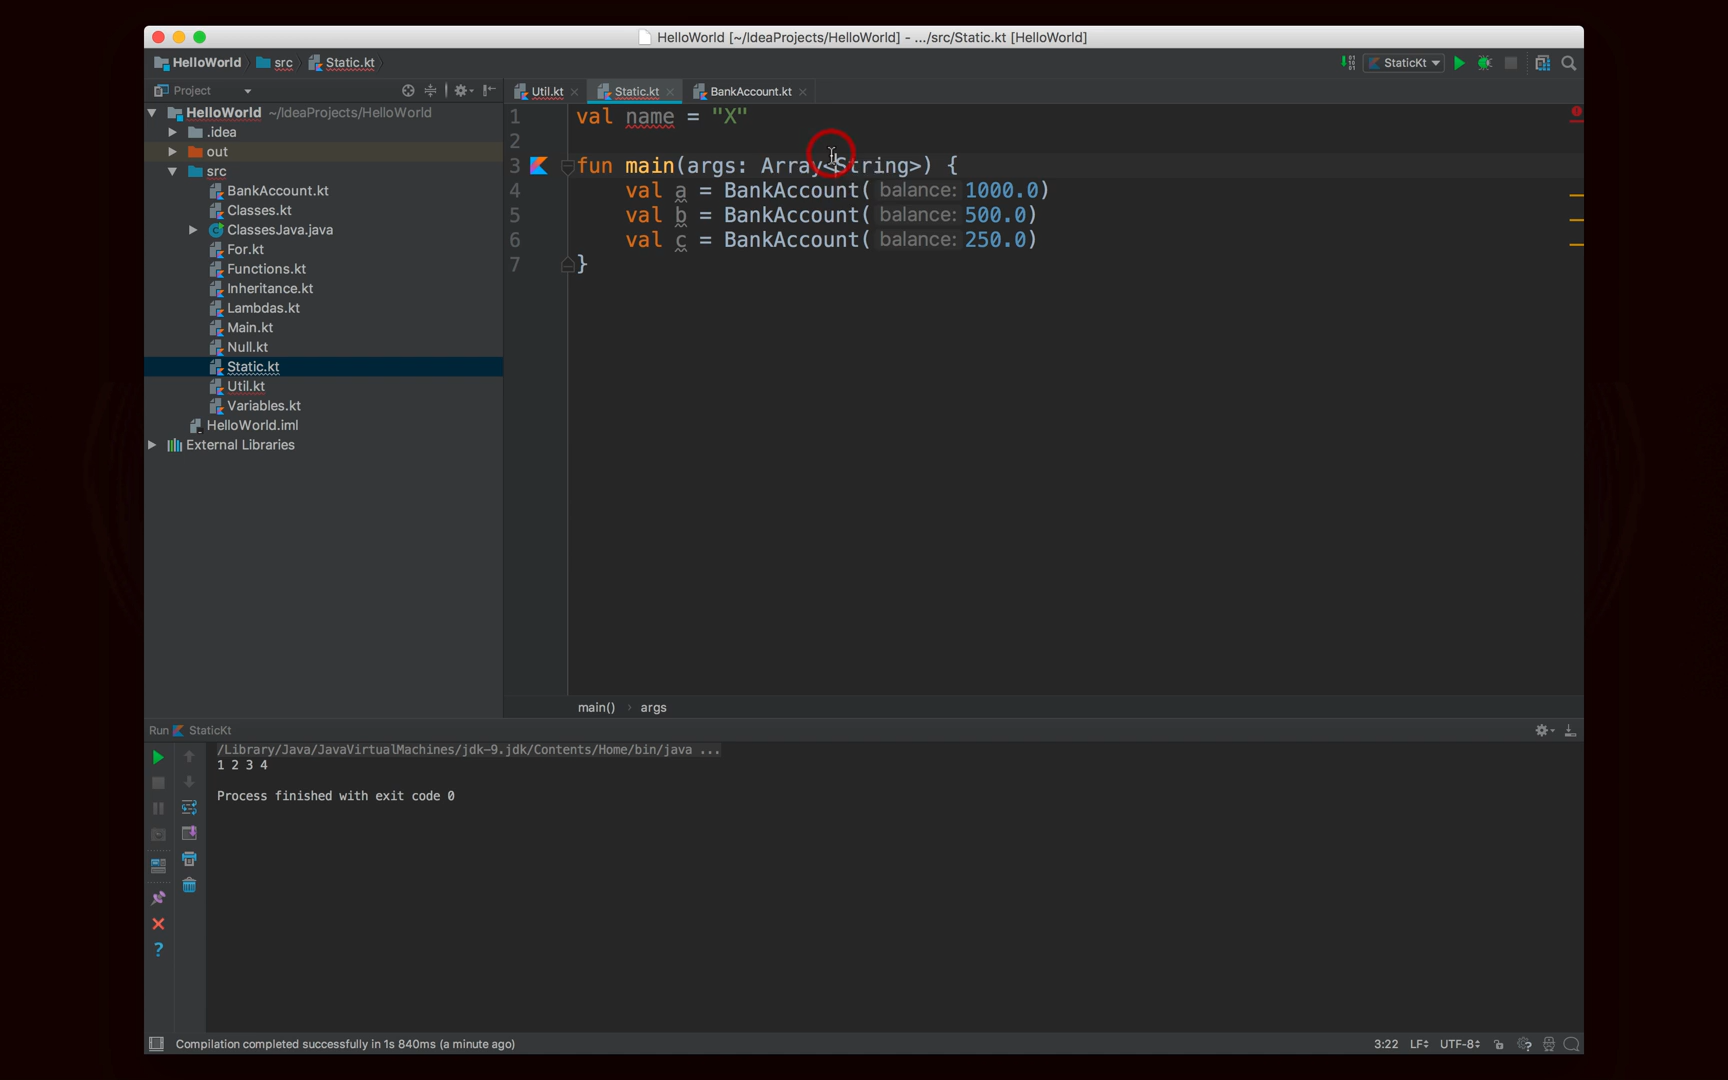 HelloWorld [~/IdeaProjects/HelloWorld] - .../src/Static.kt [HelloWorld]
HelloWorld src Static.kt StaticKt
Project Util.kt Static.kt BankAccount.kt
HelloWorld ~/IdeaProjects/HelloWorld
.idea
out
src
BankAccount.kt
Classes.kt
ClassesJava.java
For.kt
Functions.kt
Inheritance.kt
Lambdas.kt
Main.kt
Null.kt
Static.kt
Util.kt
Variables.kt
HelloWorld.iml
External Libraries
1 val name = "X"
2
3 fun main(args: Array<String>) {
4 val a = BankAccount( balance: 1000.0)
5 val b = BankAccount( balance: 500.0)
6 val c = BankAccount( balance: 250.0)
7 }
main() › args
Run StaticKt
/Library/Java/JavaVirtualMachines/jdk-9.jdk/Contents/Home/bin/java ...
1 2 3 4
Process finished with exit code 0
Compilation completed successfully in 1s 840ms (a minute ago) 3:22 LF UTF-8